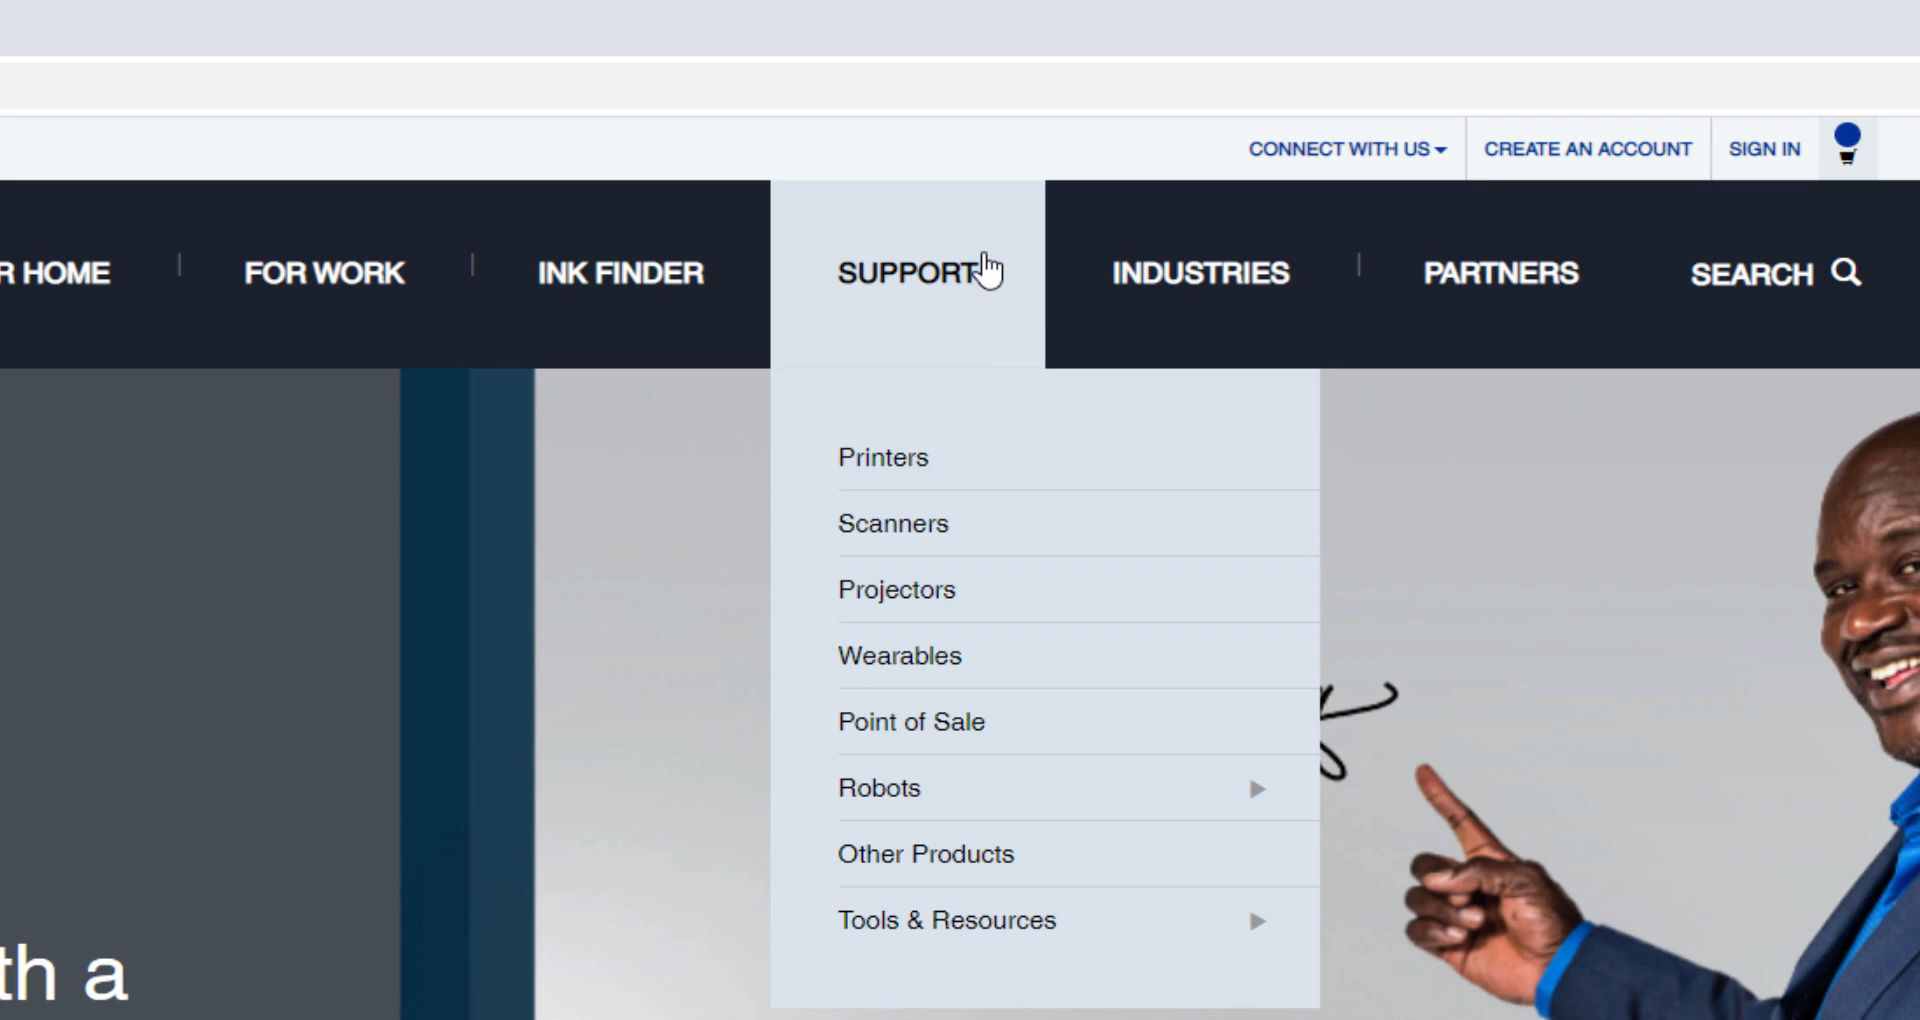 CONNECT WITH US
CREATE AN ACCOUNT
SIGN IN
R HOME
FOR WORK
INK FINDER
SUPPORT
INDUSTRIES
PARTNERS
SEARCH
Printers
Scanners
Projectors
Wearables
Point of Sale
Robots
Other Products
Tools & Resources
th a